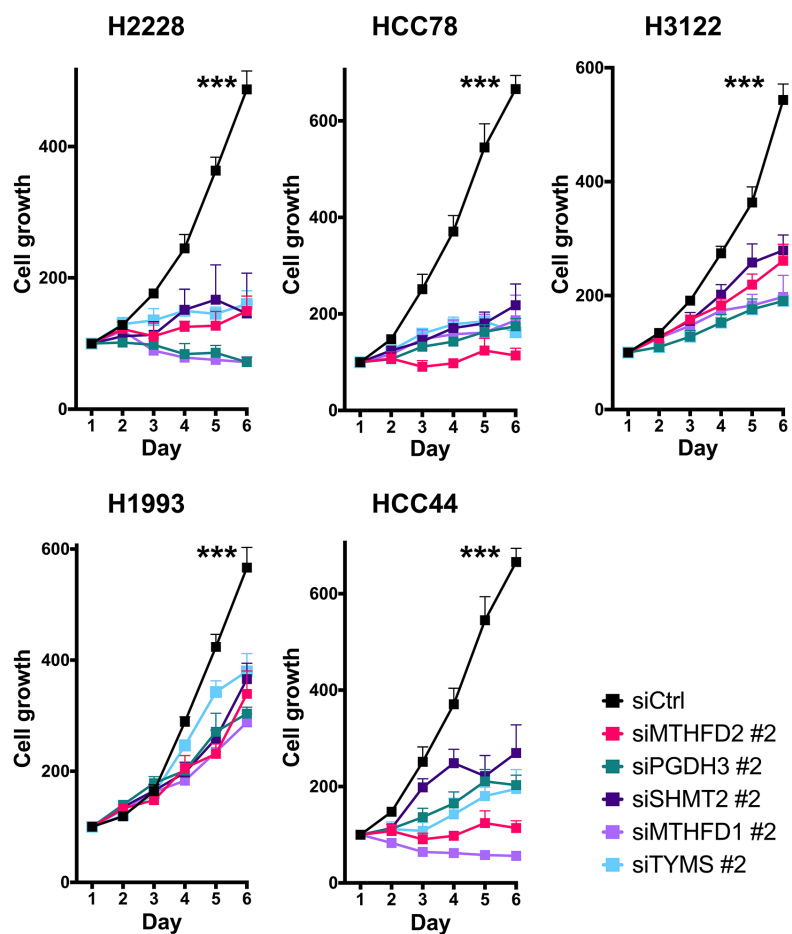 H2228 HCC78 H3122
*** *** ***
Cell growth Cell growth Cell growth
400 200 0
600 400 200 0
600 400 200 0
1 2 3 4 5 6 1 2 3 4 5 6 1 2 3 4 5 6
Day Day Day
H1993 HCC44
*** ***
Cell growth Cell growth
600 400 200 0
600 400 200 0
1 2 3 4 5 6 1 2 3 4 5 6
Day Day
siCtrl
siMTHFD2 #2
siPGDH3 #2
siSHMT2 #2
siMTHFD1 #2
siTYMS #2